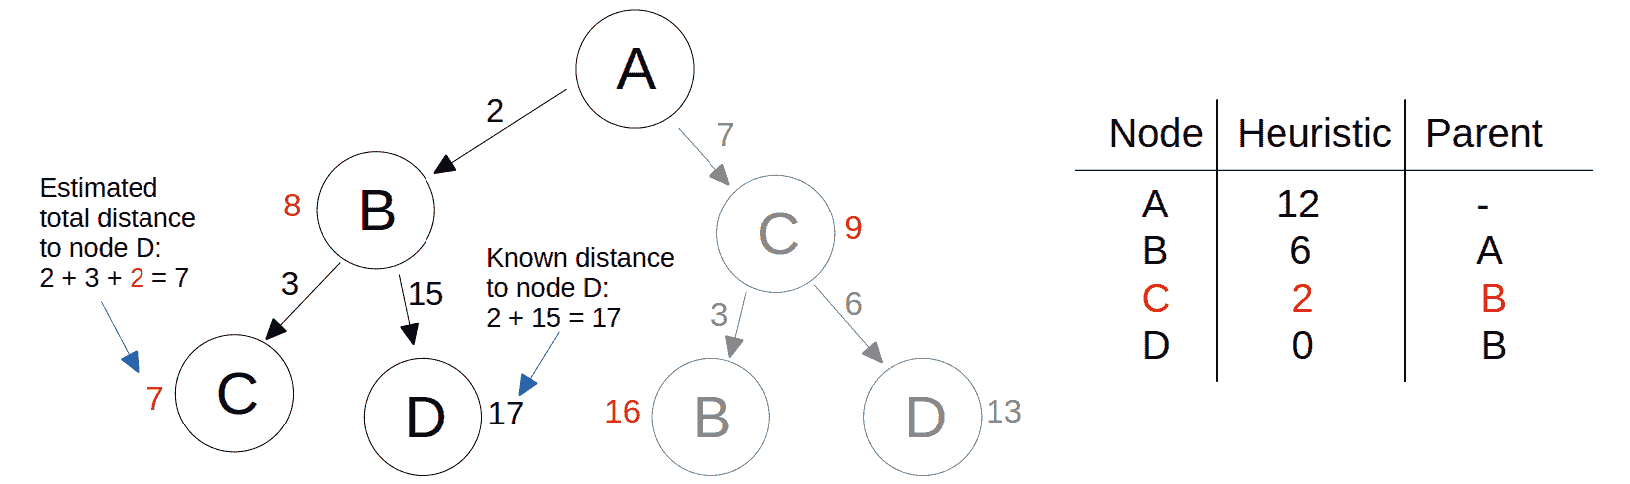 A
2
7
Estimated
total distance
to node D:
2 + 3 + 2 = 7
8
B
C
9
Known distance
to node D:
2 + 15 = 17
3
15
3
6
7
C
D
17
16
B
D
13
Node Heuristic Parent
A 12 -
B 6 A
C 2 B
D 0 B